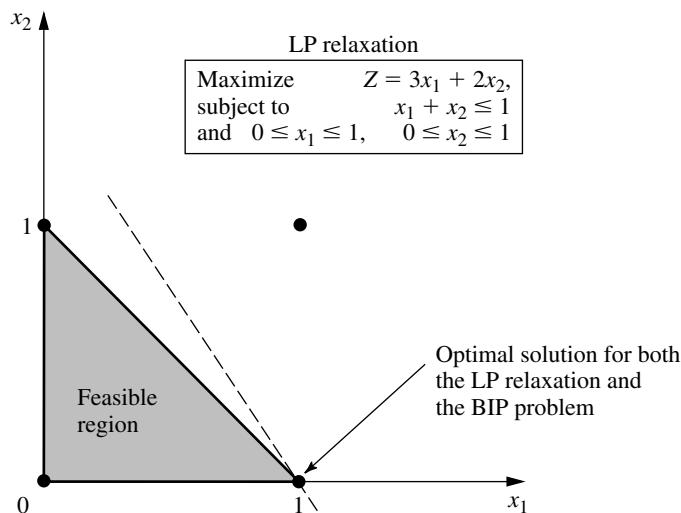 x₂
LP relaxation
Maximize Z = 3x₁ + 2x₂,
subject to x₁ + x₂ ≤ 1
and 0 ≤ x₁ ≤ 1, 0 ≤ x₂ ≤ 1
1
Optimal solution for both
the LP relaxation and
the BIP problem
Feasible
region
0
1
x₁